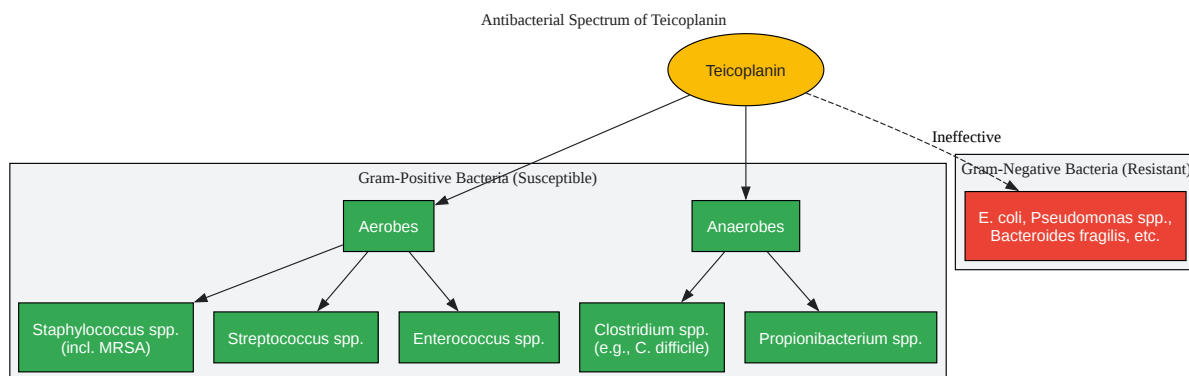 Antibacterial Spectrum of Teicoplanin
Teicoplanin
Ineffective
Gram-Positive Bacteria (Susceptible)
Gram-Negative Bacteria (Resistant)
Aerobes
Anaerobes
E. coli, Pseudomonas spp.,
Bacteroides fragilis, etc.
Staphylococcus spp.
(incl. MRSA)
Streptococcus spp.
Enterococcus spp.
Clostridium spp.
(e.g., C. difficile)
Propionibacterium spp.